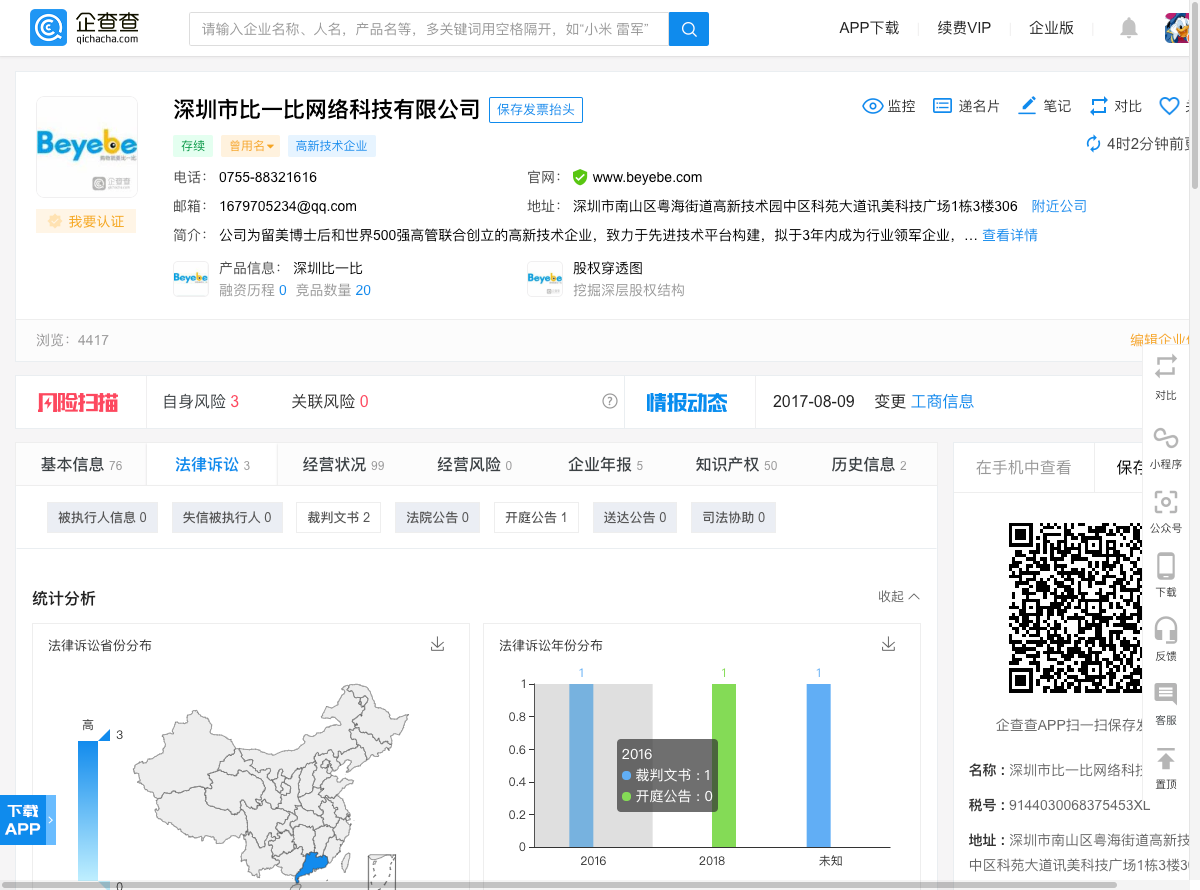 企查查
qichacha.com
请输入企业名称、人名，产品名等，多关键词用空格隔开，如“小米 雷军”
APP下载 续费VIP 企业版
深圳市比一比网络科技有限公司 保存发票抬头
监控 递名片 笔记 对比
Beyebe
企查查
存续 曾用名 高新技术企业
4时2分钟前
电话： 0755-88321616 官网： www.beyebe.com
邮箱： 1679705234@qq.com 地址： 深圳市南山区粤海街道高新技术园中区科苑大道讯美科技广场1栋3楼306 附近公司
我要认证
简介： 公司为留美博士后和世界500强高管联合创立的高新技术企业，致力于先进技术平台构建，拟于3年内成为行业领军企业，… 查看详情
Beyebe 产品信息： 深圳比一比 Beyebe 股权穿透图
融资历程 0 竞品数量 20 挖掘深层股权结构
浏览：4417 编辑企业
风险扫描 自身风险 3 关联风险 0 ? 情报动态 2017-08-09 变更 工商信息
对比
基本信息 76 法律诉讼 3 经营状况 99 经营风险 0 企业年报 5 知识产权 50 历史信息 2
在手机中查看 保存
小程序
被执行人信息 0 失信被执行人 0 裁判文书 2 法院公告 0 开庭公告 1 送达公告 0 司法协助 0
公众号
下载
统计分析 收起
法律诉讼省份分布 法律诉讼年份分布
反馈
客服
置顶
高
3
0
1 1 1
1
0.8
0.6
0.4
0.2
0
2016
裁判文书 : 1
开庭公告 : 0
2016 2018 未知
企查查APP扫一扫保存发
名称：深圳市比一比网络科技
税号：9144030068375453XL
地址：深圳市南山区粤海街道高新技
中区科苑大道讯美科技广场1栋3楼
下载
APP